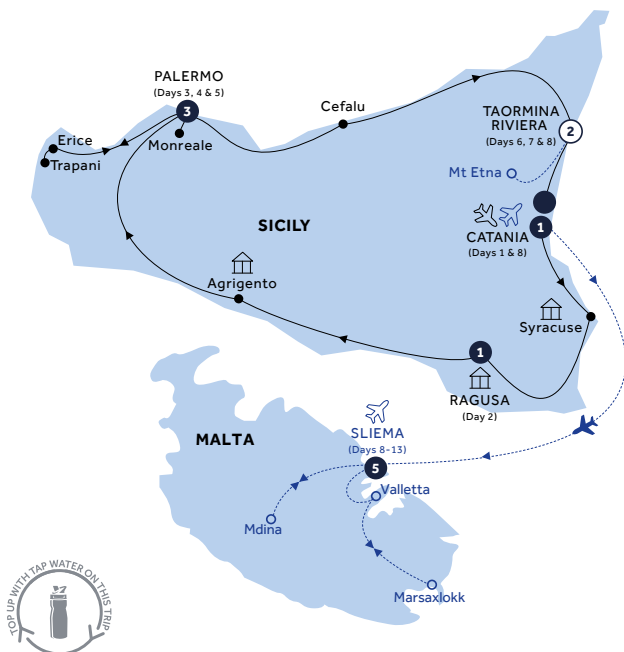 PALERMO
(Days 3, 4 & 5)
3
Cefalu
TAORMINA
RIVIERA
(Days 6, 7 & 8)
2
Erice
Trapani
Monreale
Mt Etna
SICILY
1
CATANIA
(Days 1 & 8)
Agrigento
Syracuse
1
RAGUSA
(Day 2)
MALTA
SLIEMA
(Days 8-13)
5
Valletta
Mdina
Marsaxlokk
TOP UP WITH TAP WATER ON THIS TRIP